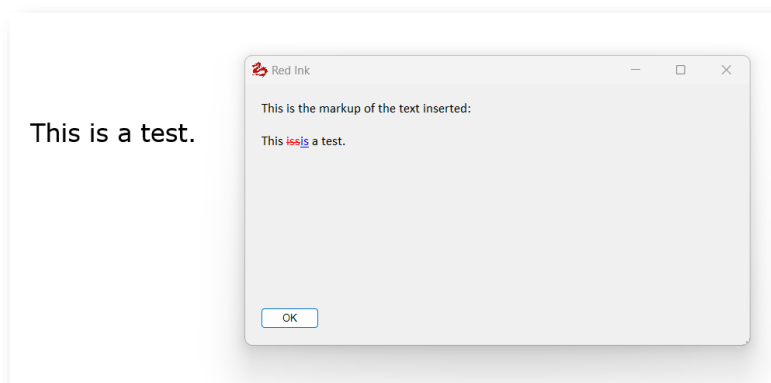 This is a test.
Red Ink
This is the markup of the text inserted:
This issis a test.
OK